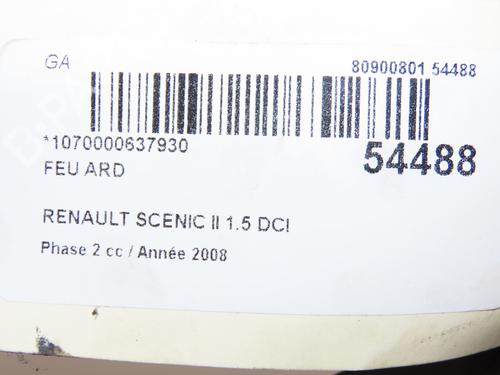 GA
80900801 54488
*1070000637930
54488
FEU ARD
RENAULT SCENIC II 1.5 DCI
Phase 2 cc / Année 2008